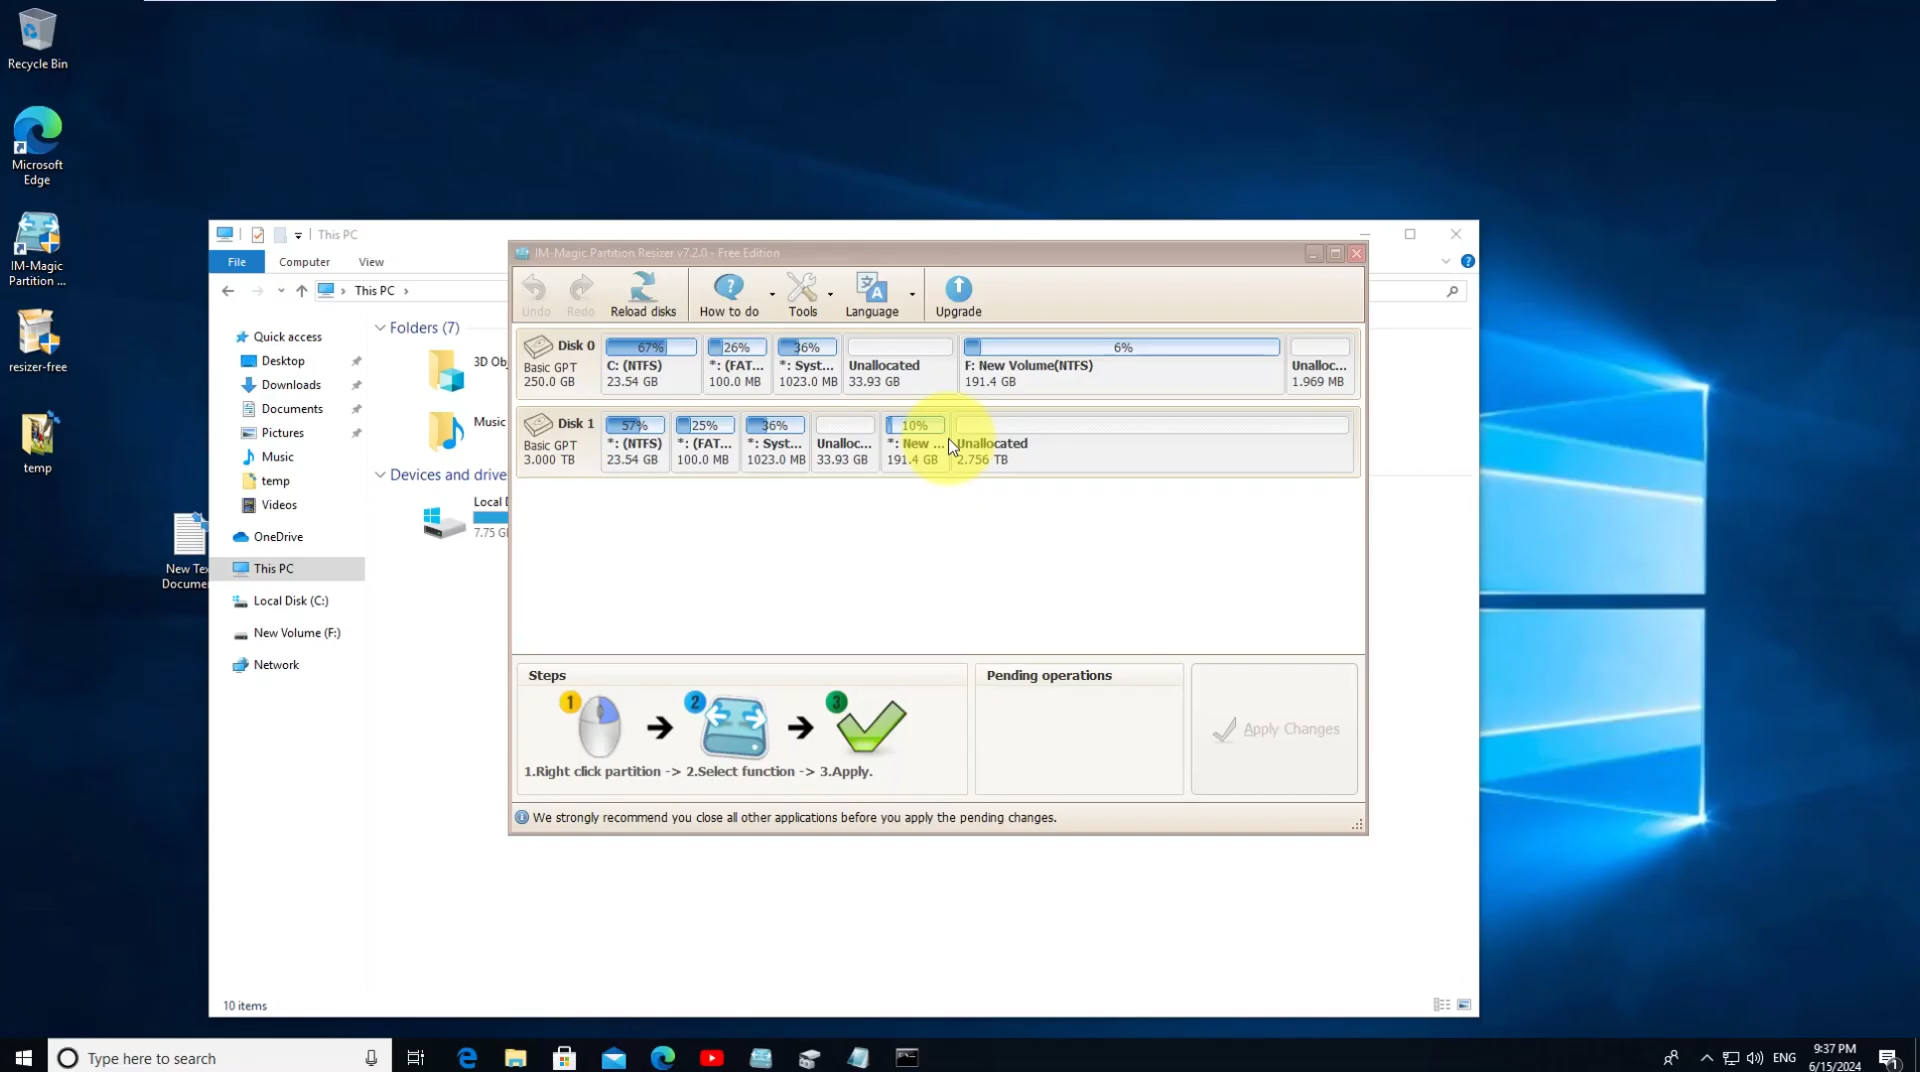 Recycle Bin
Microsoft
Edge
IM-Magic
Partition ...
resizer-free
temp
New Te
Docume
This PC
File
Computer
View
This PC
Quick access
Desktop
Downloads
Documents
Pictures
Music
temp
Videos
OneDrive
This PC
Local Disk (C:)
New Volume (F:)
Network
Folders (7)
3D Obj
Music
Devices and drive
Local D
7.75 GB
10 items
IM-Magic Partition Resizer v7.2.0 - Free Edition
Undo
Redo
Reload disks
How to do
Tools
Language
Upgrade
Disk 0
Basic GPT
250.0 GB
67%
C: (NTFS)
23.54 GB
26%
*: (FAT...
100.0 MB
36%
*: Syst...
1023.0 MB
Unallocated
33.93 GB
6%
F: New Volume(NTFS)
191.4 GB
Unalloc...
1.969 MB
Disk 1
Basic GPT
3.000 TB
57%
*: (NTFS)
23.54 GB
25%
*: (FAT...
100.0 MB
36%
*: Syst...
1023.0 MB
Unalloc...
33.93 GB
10%
*: New ...
191.4 GB
Unallocated
2.756 TB
Steps
1
2
3
1.Right click partition -> 2.Select function -> 3.Apply.
Pending operations
Apply Changes
We strongly recommend you close all other applications before you apply the pending changes.
Type here to search
ENG
9:37 PM
6/15/2024
1